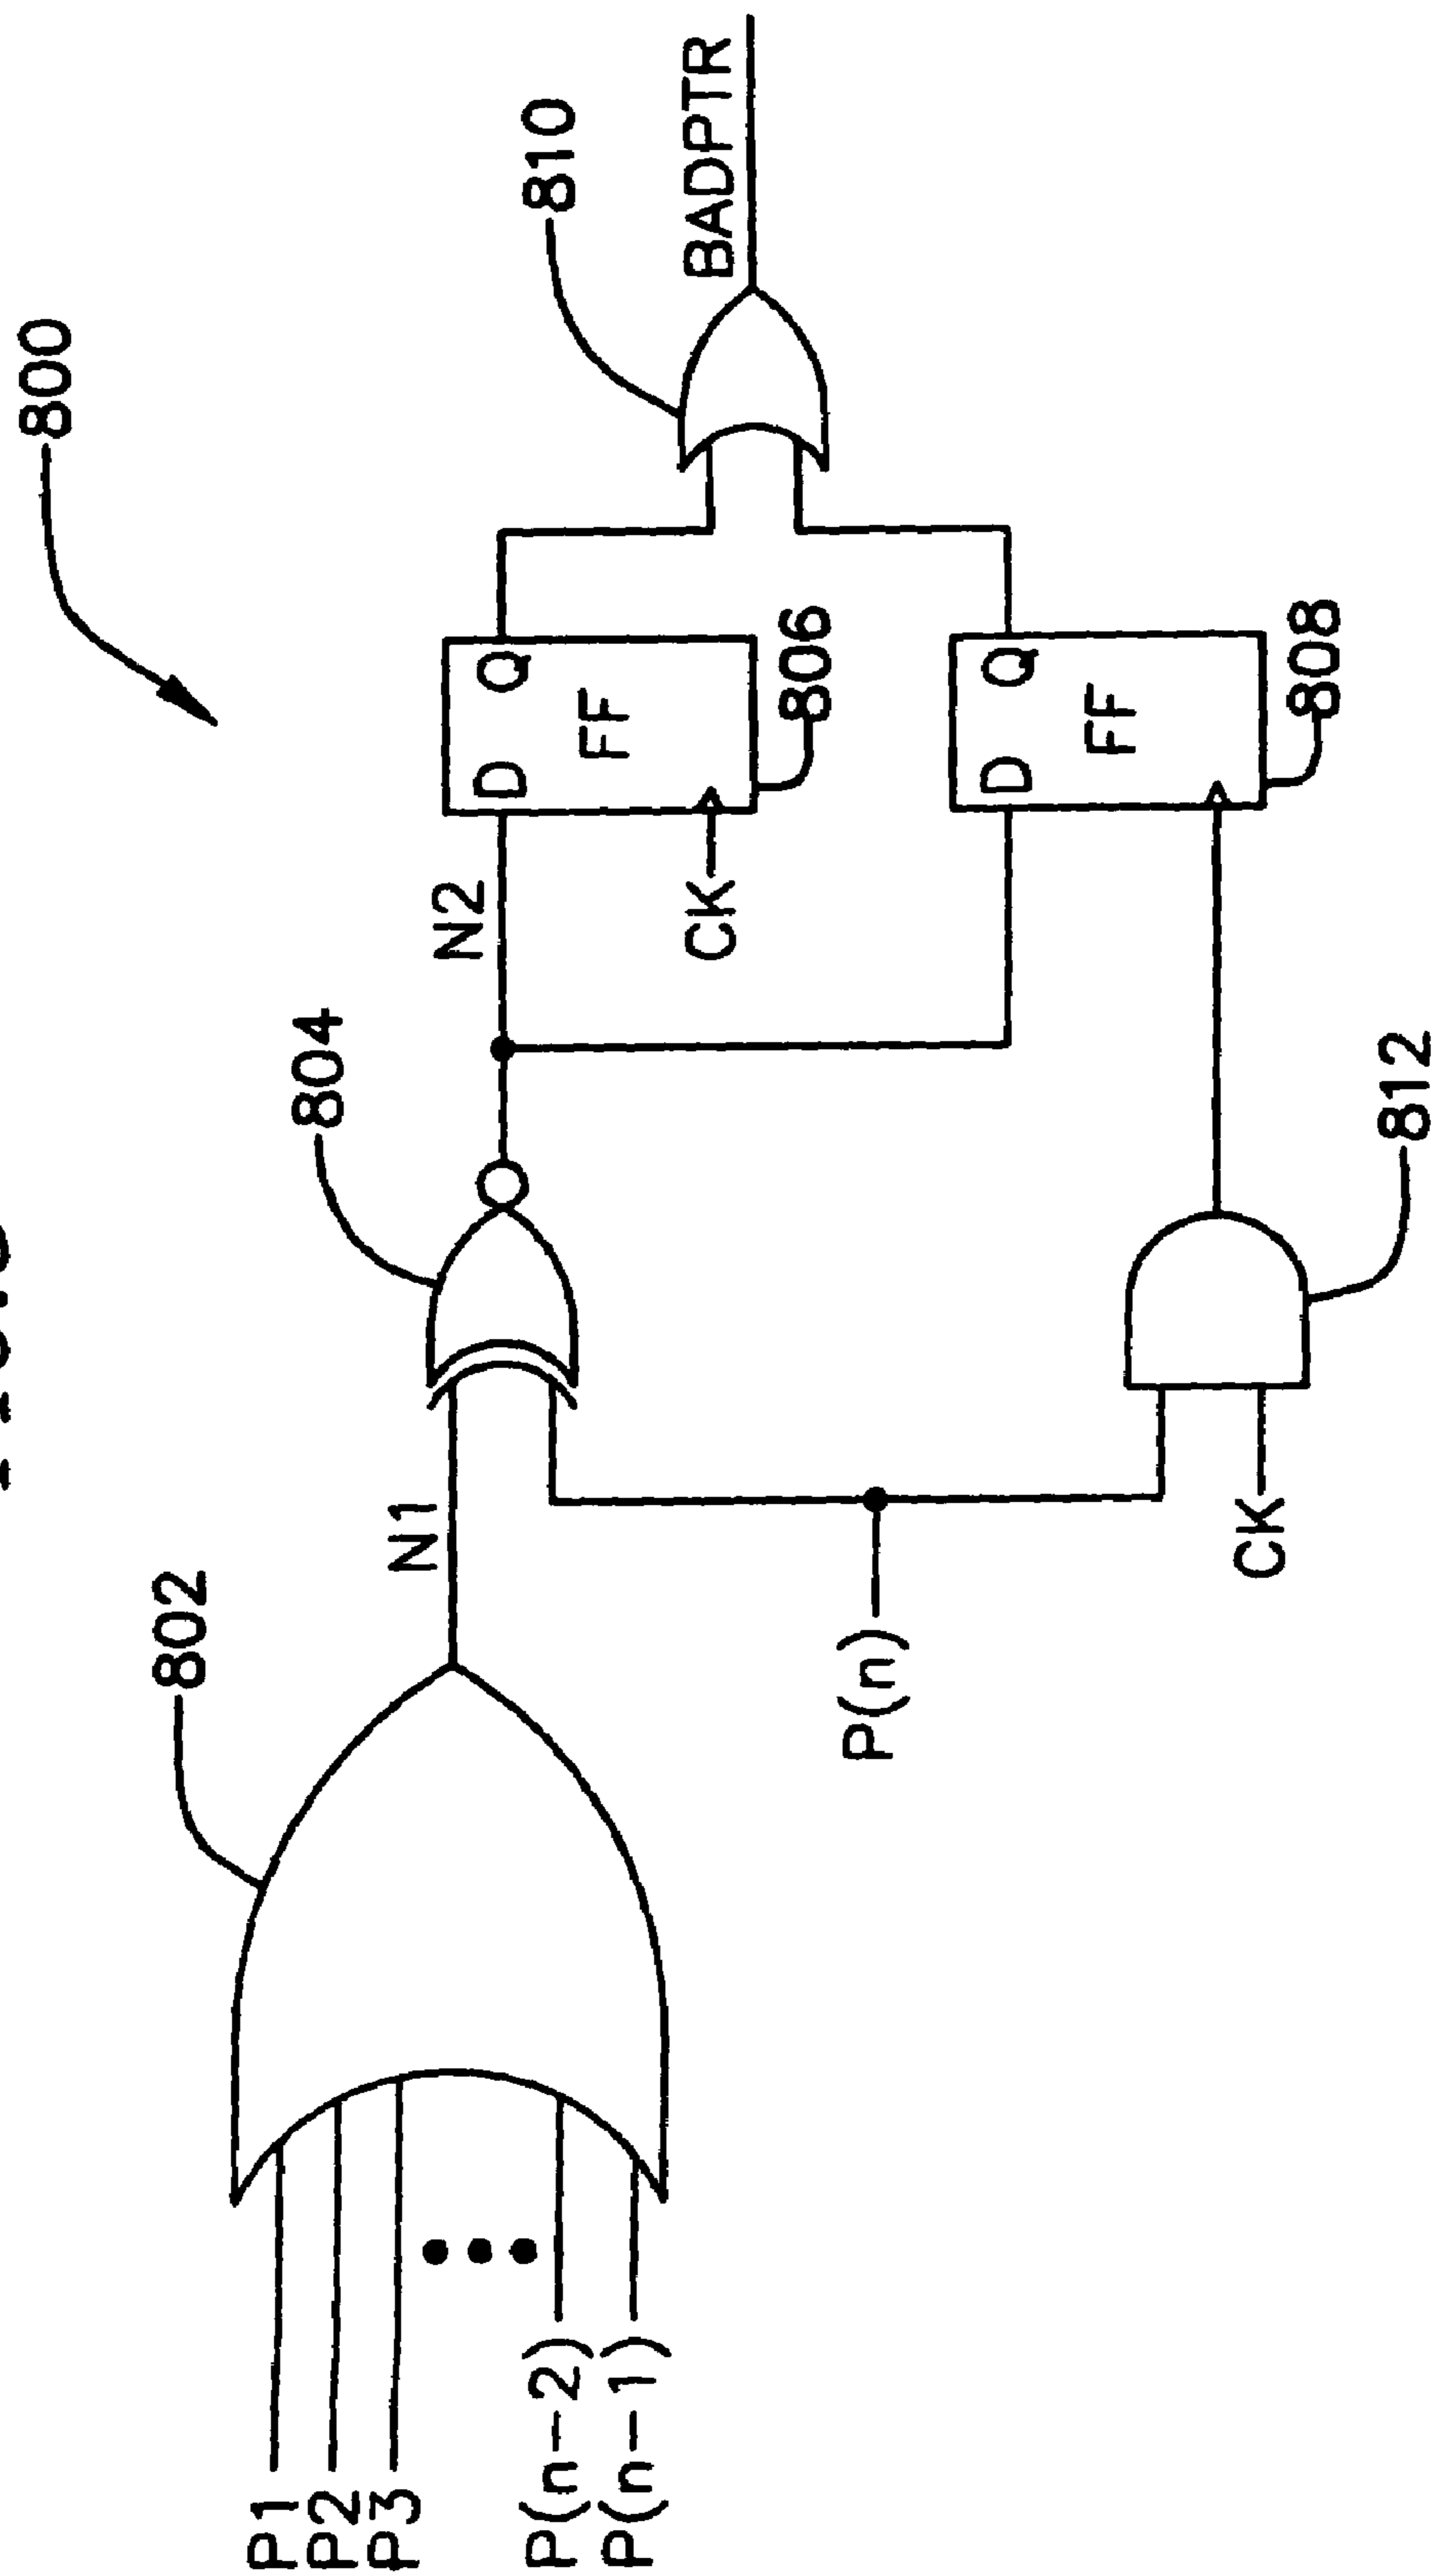 800
802
P1
P2
P3
P(n-2)
P(n-1)
N1
804
N2
D
Q
FF
CK
806
810
BADPTR
P(n)
CK
812
D
Q
FF
808